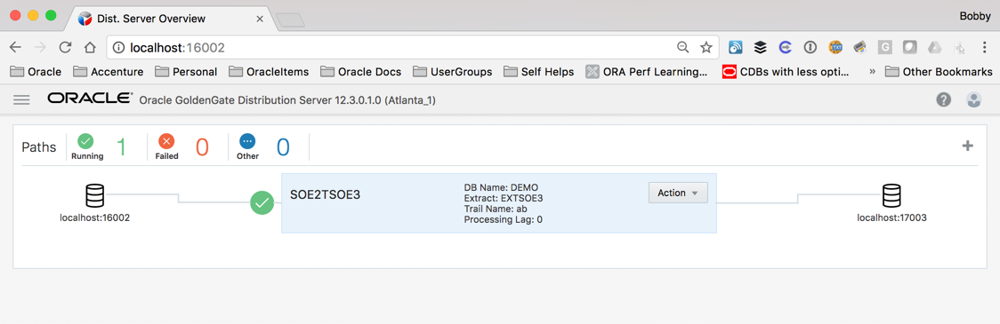 Dist. Server Overview
Bobby
localhost:16002
Oracle
Accenture
Personal
OracleItems
Oracle Docs
UserGroups
Self Helps
ORA Perf Learning...
CDBs with less opti...
»
Other Bookmarks
ORACLE® Oracle GoldenGate Distribution Server 12.3.0.1.0 (Atlanta_1)
Paths
Running
1
Failed
0
Other
0
SOE2TSOE3
DB Name: DEMO
Extract: EXTSOE3
Trail Name: ab
Processing Lag: 0
Action
localhost:16002
localhost:17003